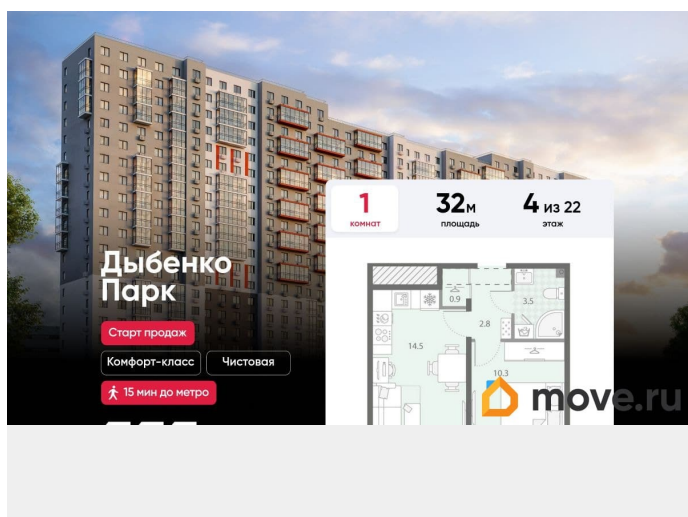 1
комнат
32м
площадь
4 из 22
этаж
Дыбенко
Парк
Старт продаж
Комфорт-класс
Чистовая
15 мин до метро
0.9
3.5
2.8
14.5
10.3
move.ru